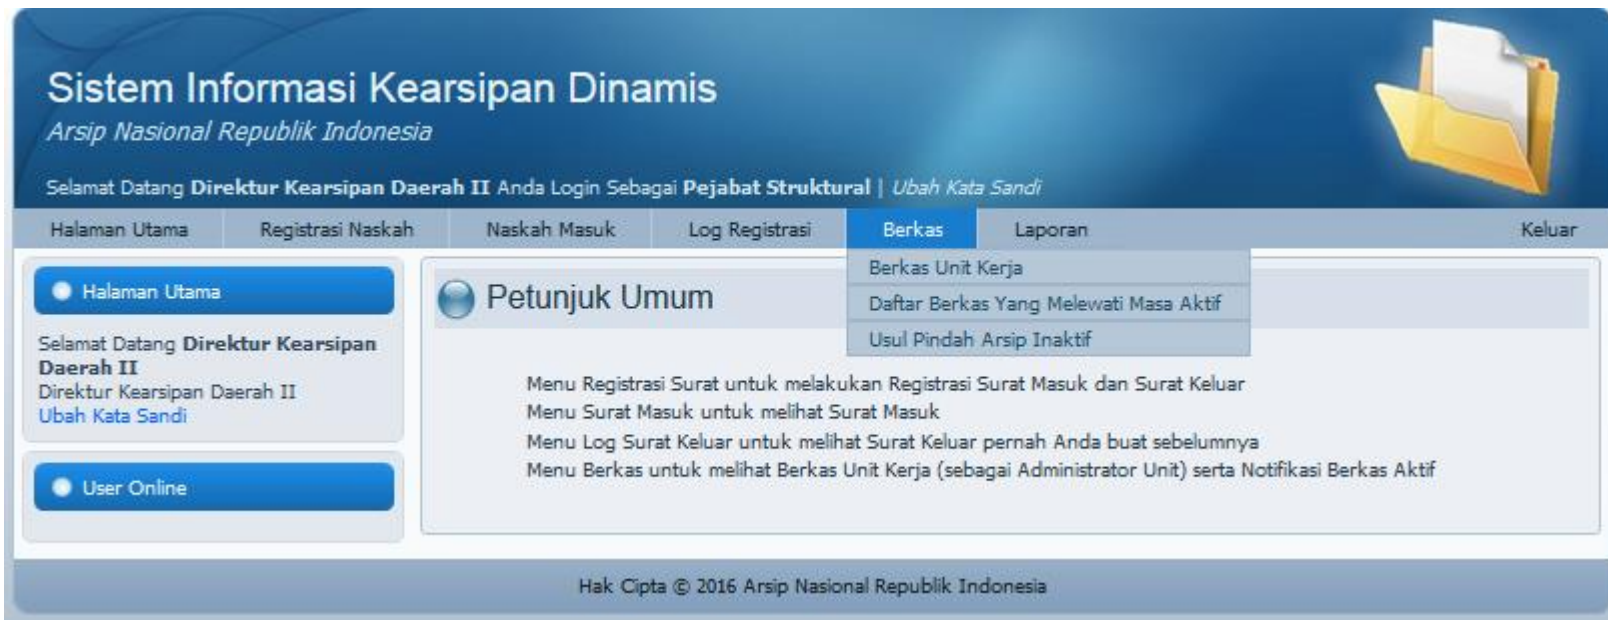 Sistem Informasi Kearsipan Dinamis
Arsip Nasional Republik Indonesia
Selamat Datang Direktur Kearsipan Daerah II Anda Login Sebagai Pejabat Struktural | Ubah Kata Sandi
Halaman Utama Registrasi Naskah Naskah Masuk Log Registrasi Berkas Laporan Keluar
Berkas Unit Kerja
Daftar Berkas Yang Melewati Masa Aktif
Usul Pindah Arsip Inaktif
Halaman Utama
Selamat Datang Direktur Kearsipan
Daerah II
Direktur Kearsipan Daerah II
Ubah Kata Sandi
User Online
Petunjuk Umum
Menu Registrasi Surat untuk melakukan Registrasi Surat Masuk dan Surat Keluar
Menu Surat Masuk untuk melihat Surat Masuk
Menu Log Surat Keluar untuk melihat Surat Keluar pernah Anda buat sebelumnya
Menu Berkas untuk melihat Berkas Unit Kerja (sebagai Administrator Unit) serta Notifikasi Berkas Aktif
Hak Cipta © 2016 Arsip Nasional Republik Indonesia